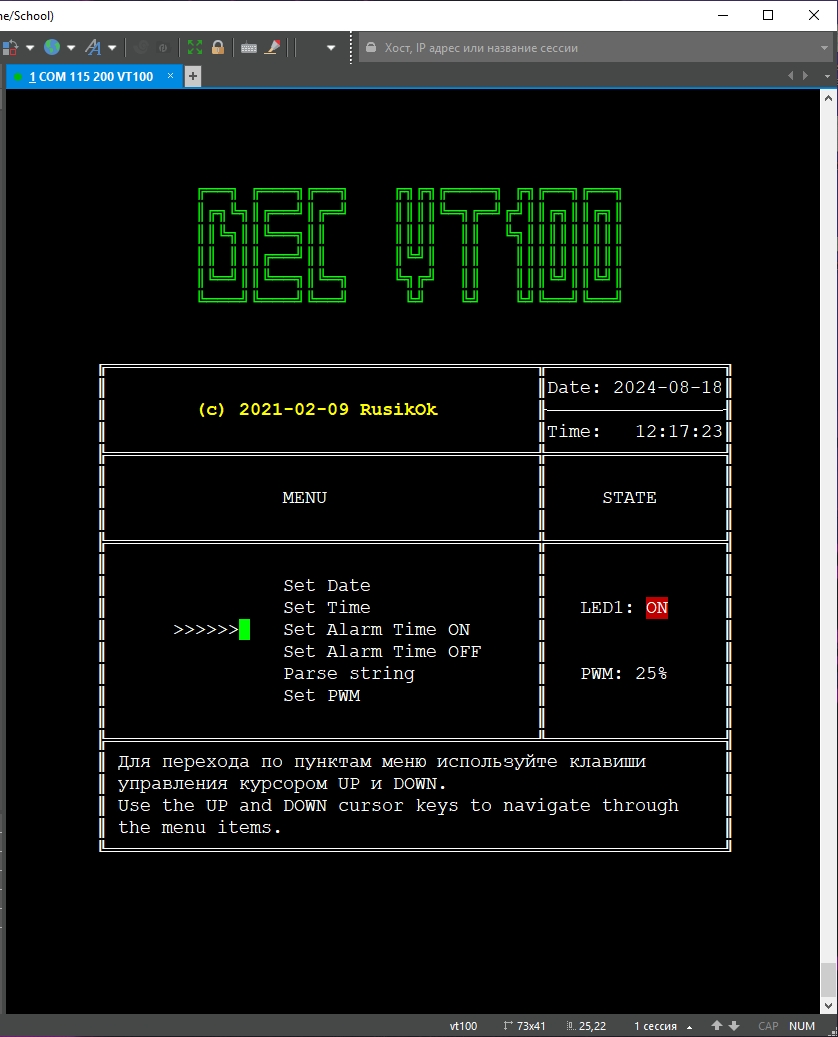 ne/School)
Хост, IP адрес или название сессии
1 COM 115 200 VT100
DEC VT100
(c) 2021-02-09 RusikOk
Date: 2024-08-18
Time: 12:17:23
MENU
STATE
Set Date
Set Time
LED1: ON
>>>>>> Set Alarm Time ON
Set Alarm Time OFF
Parse string
PWM: 25%
Set PWM
Для перехода по пунктам меню используйте клавиши
управления курсором UP и DOWN.
Use the UP and DOWN cursor keys to navigate through
the menu items.
vt100 73x41 25,22 1 сессия CAP NUM